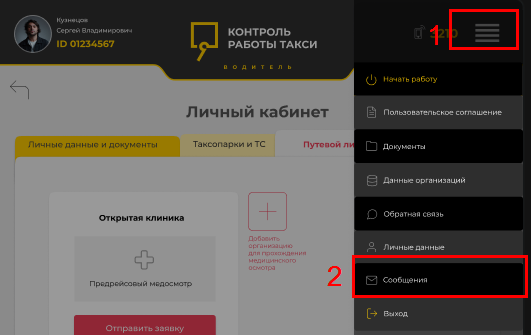 Кузнецов
Сергей Владимирович
ID 01234567
КОНТРОЛЬ
РАБОТЫ ТАКСИ
ВОДИТЕЛЬ
1
3210
Начать работу
Пользовательское соглашение
Документы
Данные организаций
Обратная связь
Личные данные
2
Сообщения
Выход
Личный кабинет
Личные данные и документы
Таксопарки и ТС
Путевой ли
Открытая клиника
Предрейсовый медосмотр
Отправить заявку
Добавить
организацию
для прохождения
медицинского
осмотра